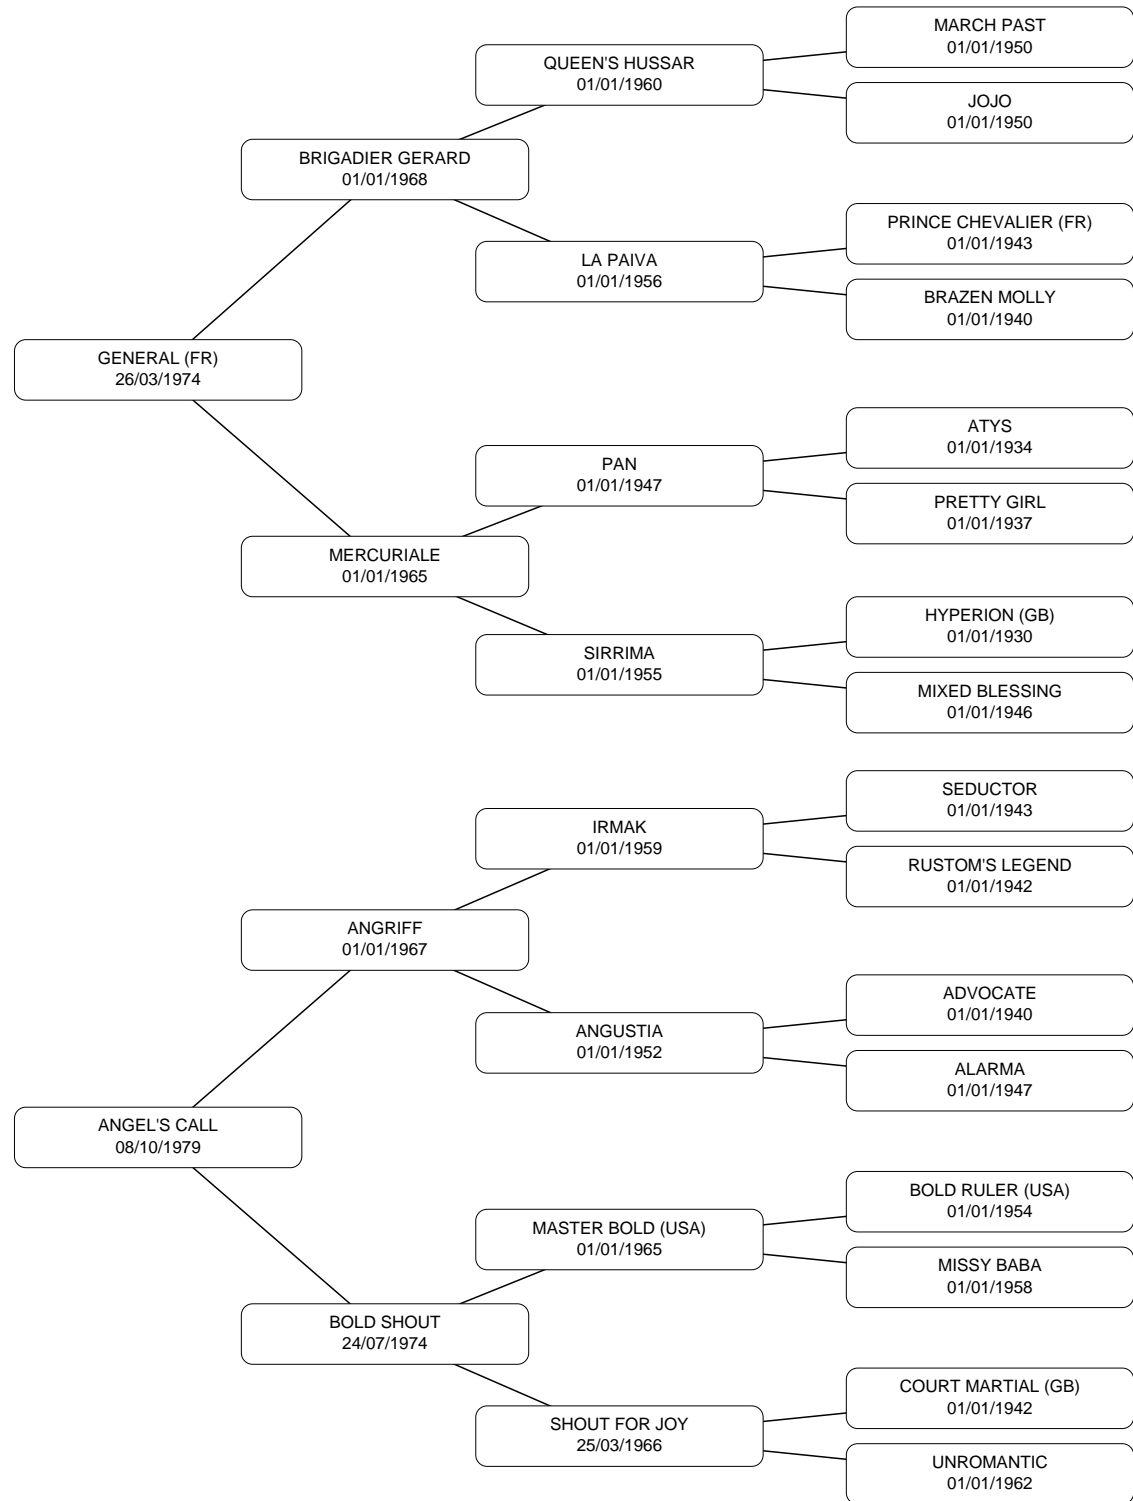 MARCH PAST
01/01/1950
QUEEN'S HUSSAR
01/01/1960
JOJO
01/01/1950
BRIGADIER GERARD
01/01/1968
PRINCE CHEVALIER (FR)
01/01/1943
LA PAIVA
01/01/1956
BRAZEN MOLLY
01/01/1940
GENERAL (FR)
26/03/1974
ATYS
01/01/1934
PAN
01/01/1947
PRETTY GIRL
01/01/1937
MERCURIALE
01/01/1965
HYPERION (GB)
01/01/1930
SIRRIMA
01/01/1955
MIXED BLESSING
01/01/1946
SEDUCTOR
01/01/1943
IRMAK
01/01/1959
RUSTOM'S LEGEND
01/01/1942
ANGRIFF
01/01/1967
ADVOCATE
01/01/1940
ANGUSTIA
01/01/1952
ALARMA
01/01/1947
ANGEL'S CALL
08/10/1979
BOLD RULER (USA)
01/01/1954
MASTER BOLD (USA)
01/01/1965
MISSY BABA
01/01/1958
BOLD SHOUT
24/07/1974
COURT MARTIAL (GB)
01/01/1942
SHOUT FOR JOY
25/03/1966
UNROMANTIC
01/01/1962